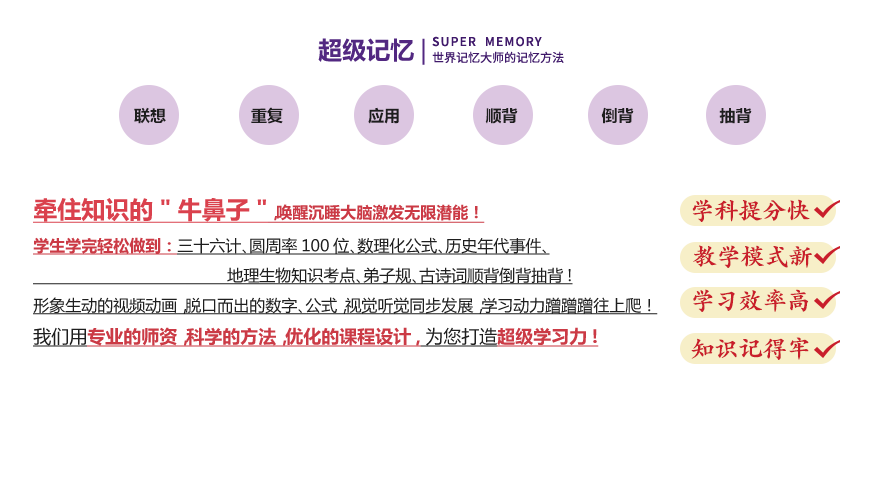 超级记忆
SUPER MEMORY
世界记忆大师的记忆方法
联想 重复 应用 顺背 倒背 抽背
牵住知识的 " 牛鼻子 " ,唤醒沉睡大脑激发无限潜能！
学生学完轻松做到：三十六计、圆周率 100 位、数理化公式、历史年代事件、
地理生物知识考点、弟子规、古诗词顺背倒背抽背！
形象生动的视频动画 ,脱口而出的数字、公式 ,视觉听觉同步发展 ,学习动力蹭蹭蹭往上爬！
我们用专业的师资 ,科学的方法 ,优化的课程设计 , 为您打造超级学习力！
学科提分快
教学模式新
学习效率高
知识记得牢